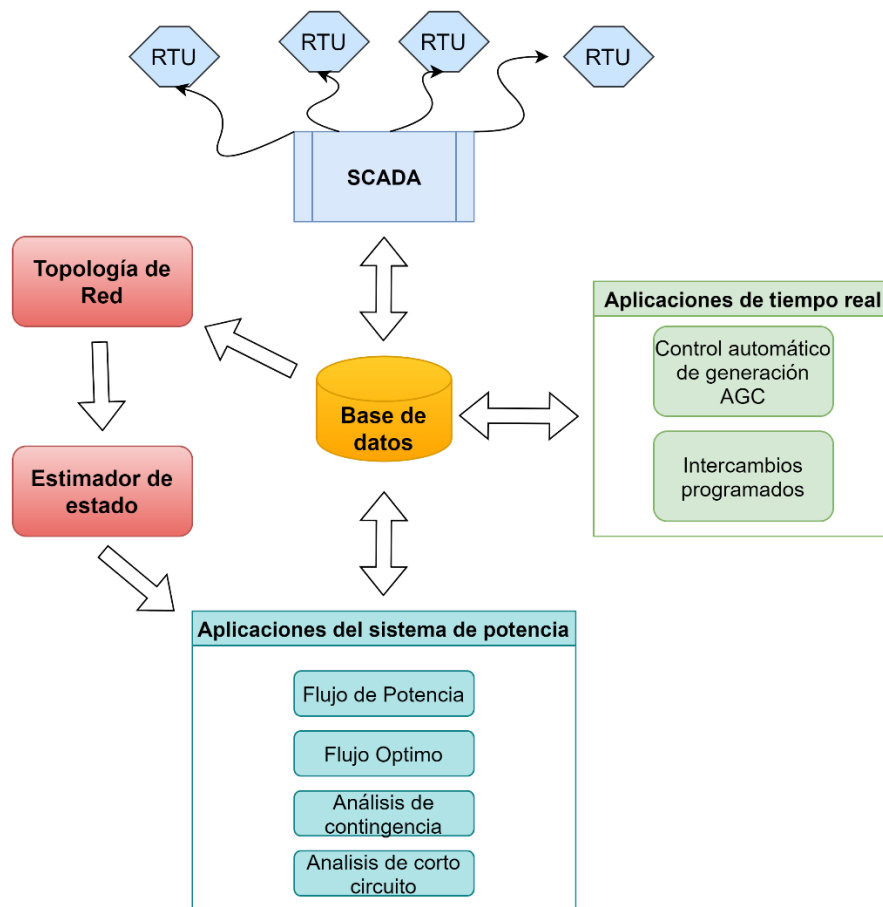 RTU
RTU
RTU
RTU
SCADA
Topología de
Red
Aplicaciones de tiempo real
Control automático
de generación
AGC
Base de
datos
Intercambios
programados
Estimador de
estado
Aplicaciones del sistema de potencia
Flujo de Potencia
Flujo Optimo
Análisis de
contingencia
Analisis de corto
circuito